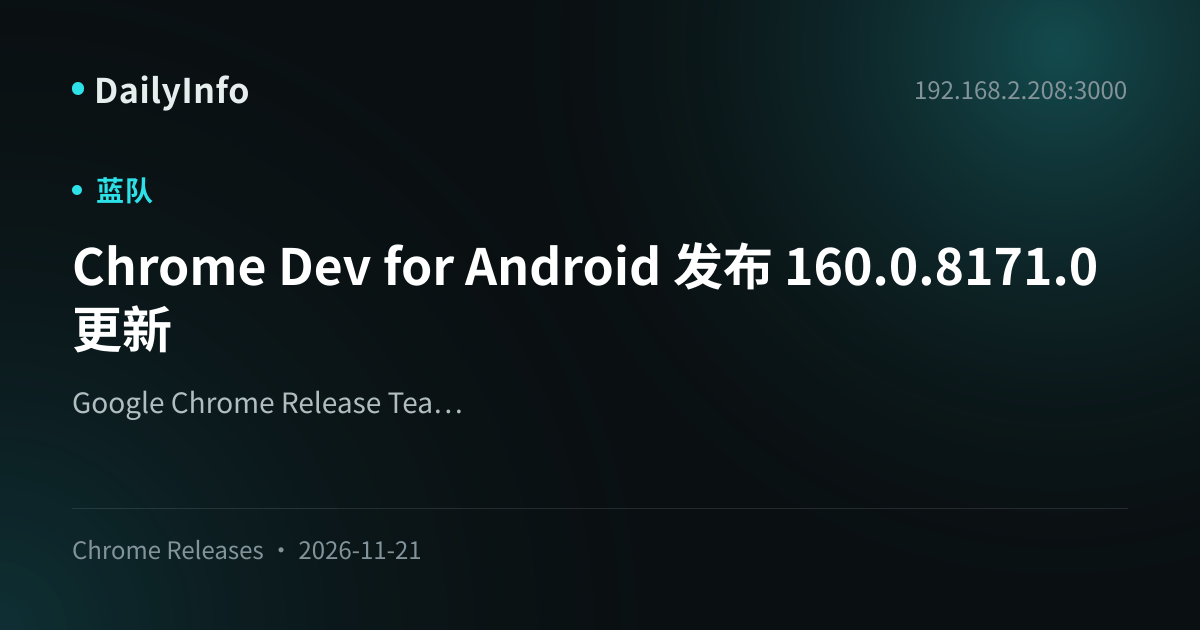 DailyInfo
192.168.2.208:3000
蓝队
Chrome Dev for Android 发布 160.0.8171.0
更新
Google Chrome Release Tea…
Chrome Releases • 2026-11-21